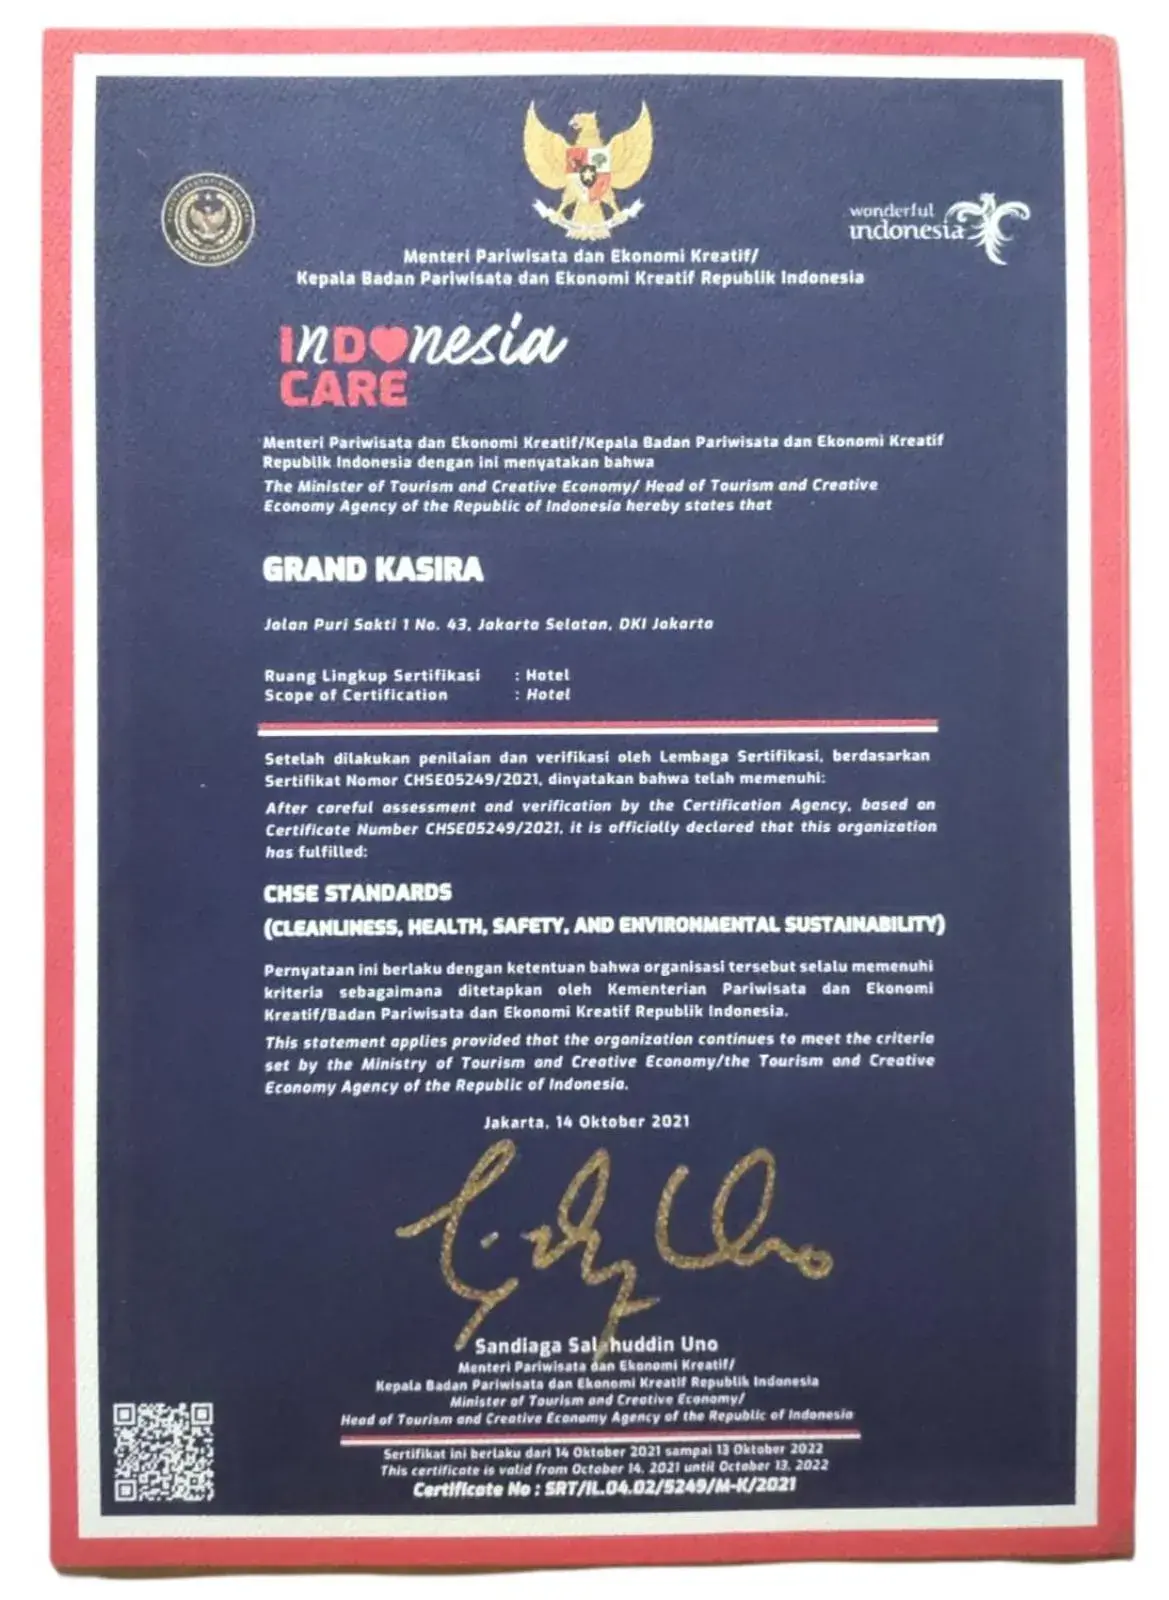 wonderful
indonesia
Menteri Pariwisata dan Ekonomi Kreatif/
Kepala Badan Pariwisata dan Ekonomi Kreatif Republik Indonesia
INDONesia
CARE
Menteri Pariwisata dan Ekonomi Kreatif/Kepala Badan Pariwisata dan Ekonomi Kreatif
Republik Indonesia dengan ini menyatakan bahwa
The Minister of Tourism and Creative Economy/ Head of Tourism and Creative
Economy Agency of the Republic of Indonesia hereby states that
GRAND KASIRA
Jalan Puri Sakti 1 No. 43, Jakarta Selatan, DKI Jakarta
Ruang Lingkup Sertifikasi : Hotel
Scope of Certification : Hotel
Setelah dilakukan penilaian dan verifikasi oleh Lembaga Sertifikasi, berdasarkan
Sertifikat Nomor CHSE05249/2021, dinyatakan bahwa telah memenuhi:
After careful assessment and verification by the Certification Agency, based on
Certificate Number CHSE05249/2021, it is officially declared that this organization
has fulfilled:
CHSE STANDARDS
(CLEANLINESS, HEALTH, SAFETY, AND ENVIRONMENTAL SUSTAINABILITY)
Pernyataan ini berlaku dengan ketentuan bahwa organisasi tersebut selalu memenuhi
kriteria sebagaimana ditetapkan oleh Kementerian Pariwisata dan Ekonomi
Kreatif/Badan Pariwisata dan Ekonomi Kreatif Republik Indonesia.
This statement applies provided that the organization continues to meet the criteria
set by the Ministry of Tourism and Creative Economy/the Tourism and Creative
Economy Agency of the Republic of Indonesia.
Jakarta, 14 Oktober 2021
Sandiaga Salahuddin Uno
Menteri Pariwisata dan Ekonomi Kreatif/
Kepala Badan Pariwisata dan Ekonomi Kreatif Republik Indonesia
Minister of Tourism and Creative Economy/
Head of Tourism and Creative Economy Agency of the Republic of Indonesia
Sertifikat ini berlaku dari 14 Oktober 2021 sampai 13 Oktober 2022
This certificate is valid from October 14, 2021 until October 13, 2022
Certificate No : SRT/IL.04.02/5249/M-K/2021